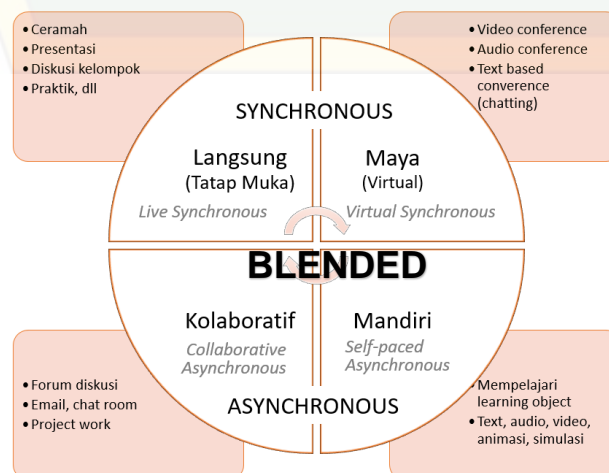 • Ceramah
• Presentasi
• Diskusi kelompok
• Praktik, dll
• Video conference
• Audio conference
• Text based
converence
(chatting)
SYNCHRONOUS
Langsung
(Tatap Muka)
Live Synchronous
Maya
(Virtual)
Virtual Synchronous
BLENDED
Kolaboratif
Collaborative
Asynchronous
Mandiri
Self-paced
Asynchronous
ASYNCHRONOUS
• Forum diskusi
• Email, chat room
• Project work
• Mempelajari
learning object
• Text, audio, video,
animasi, simulasi